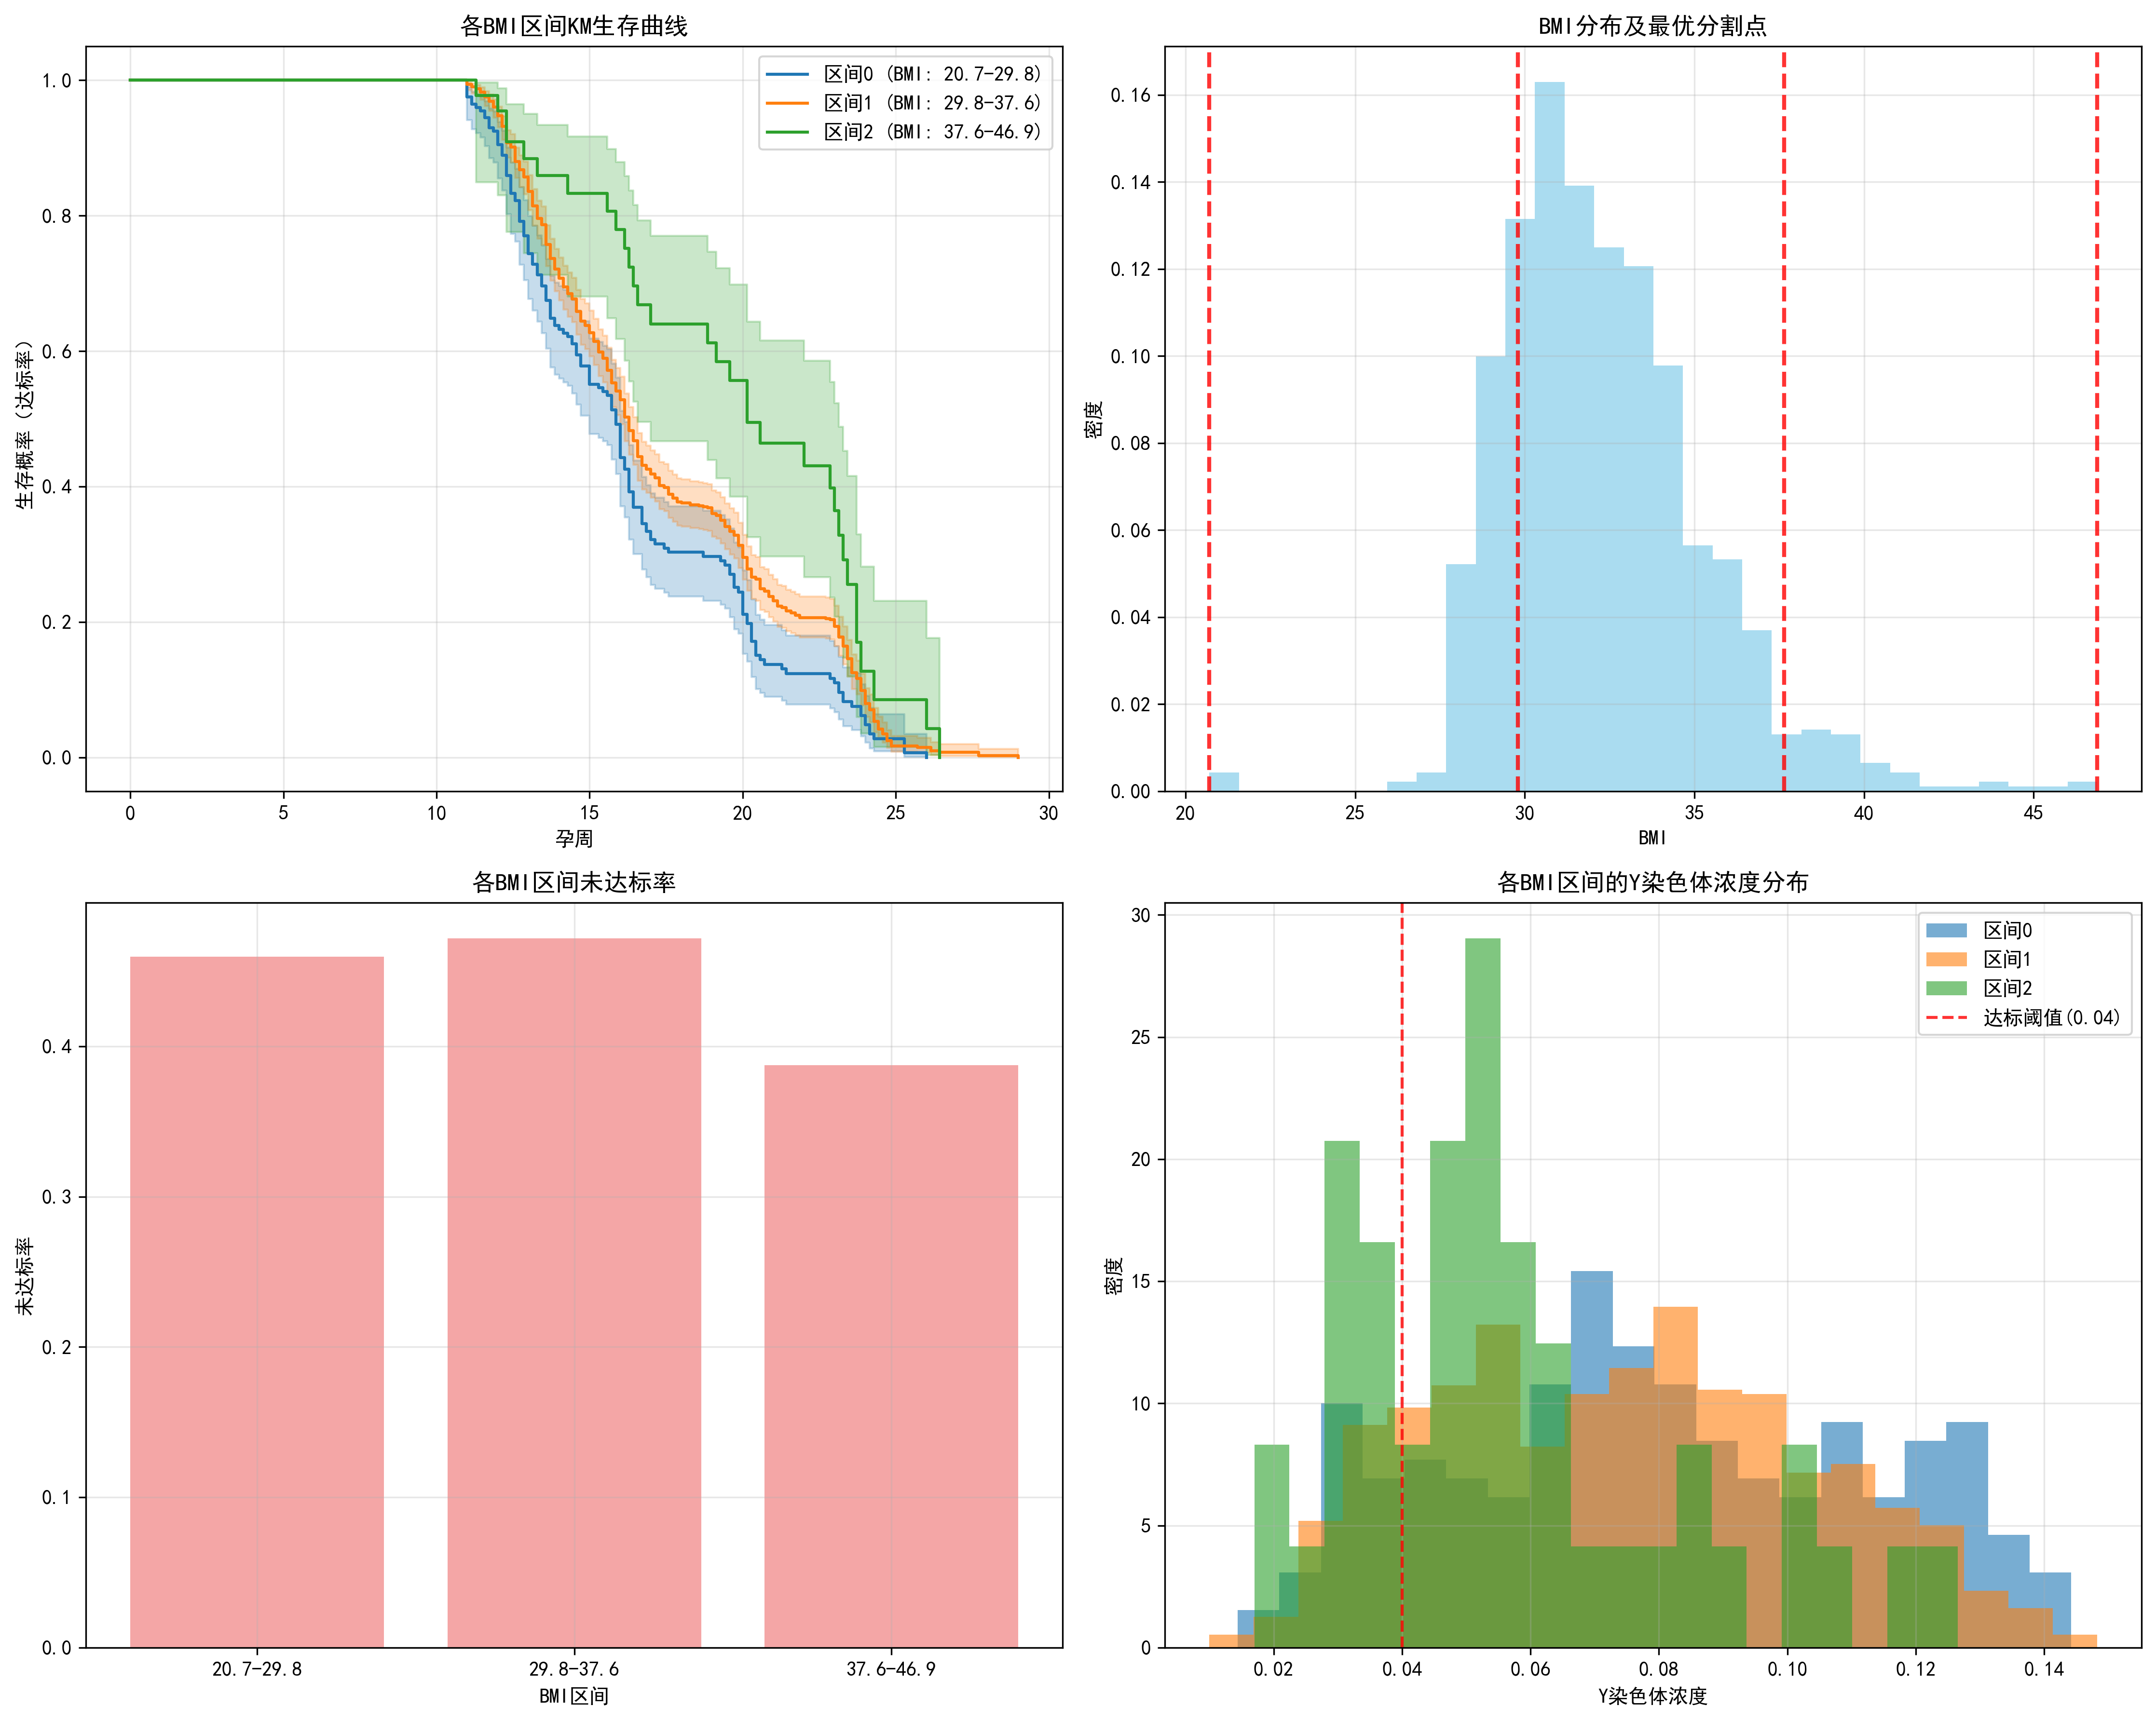 各BMI区间KM生存曲线
生存概率（达标率）
1.0
0.8
0.6
0.4
0.2
0.0
区间0 (BMI: 20.7-29.8)
区间1 (BMI: 29.8-37.6)
区间2 (BMI: 37.6-46.9)
0 5 10 15 20 25 30
孕周
BMI分布及最优分割点
密度
0.16
0.14
0.12
0.10
0.08
0.06
0.04
0.02
0.00
20 25 30 35 40 45
BMI
各BMI区间未达标率
未达标率
0.4
0.3
0.2
0.1
0.0
20.7-29.8 29.8-37.6 37.6-46.9
BMI区间
各BMI区间的Y染色体浓度分布
密度
30
25
20
15
10
5
0
区间0
区间1
区间2
达标阈值(0.04)
0.02 0.04 0.06 0.08 0.10 0.12 0.14
Y染色体浓度